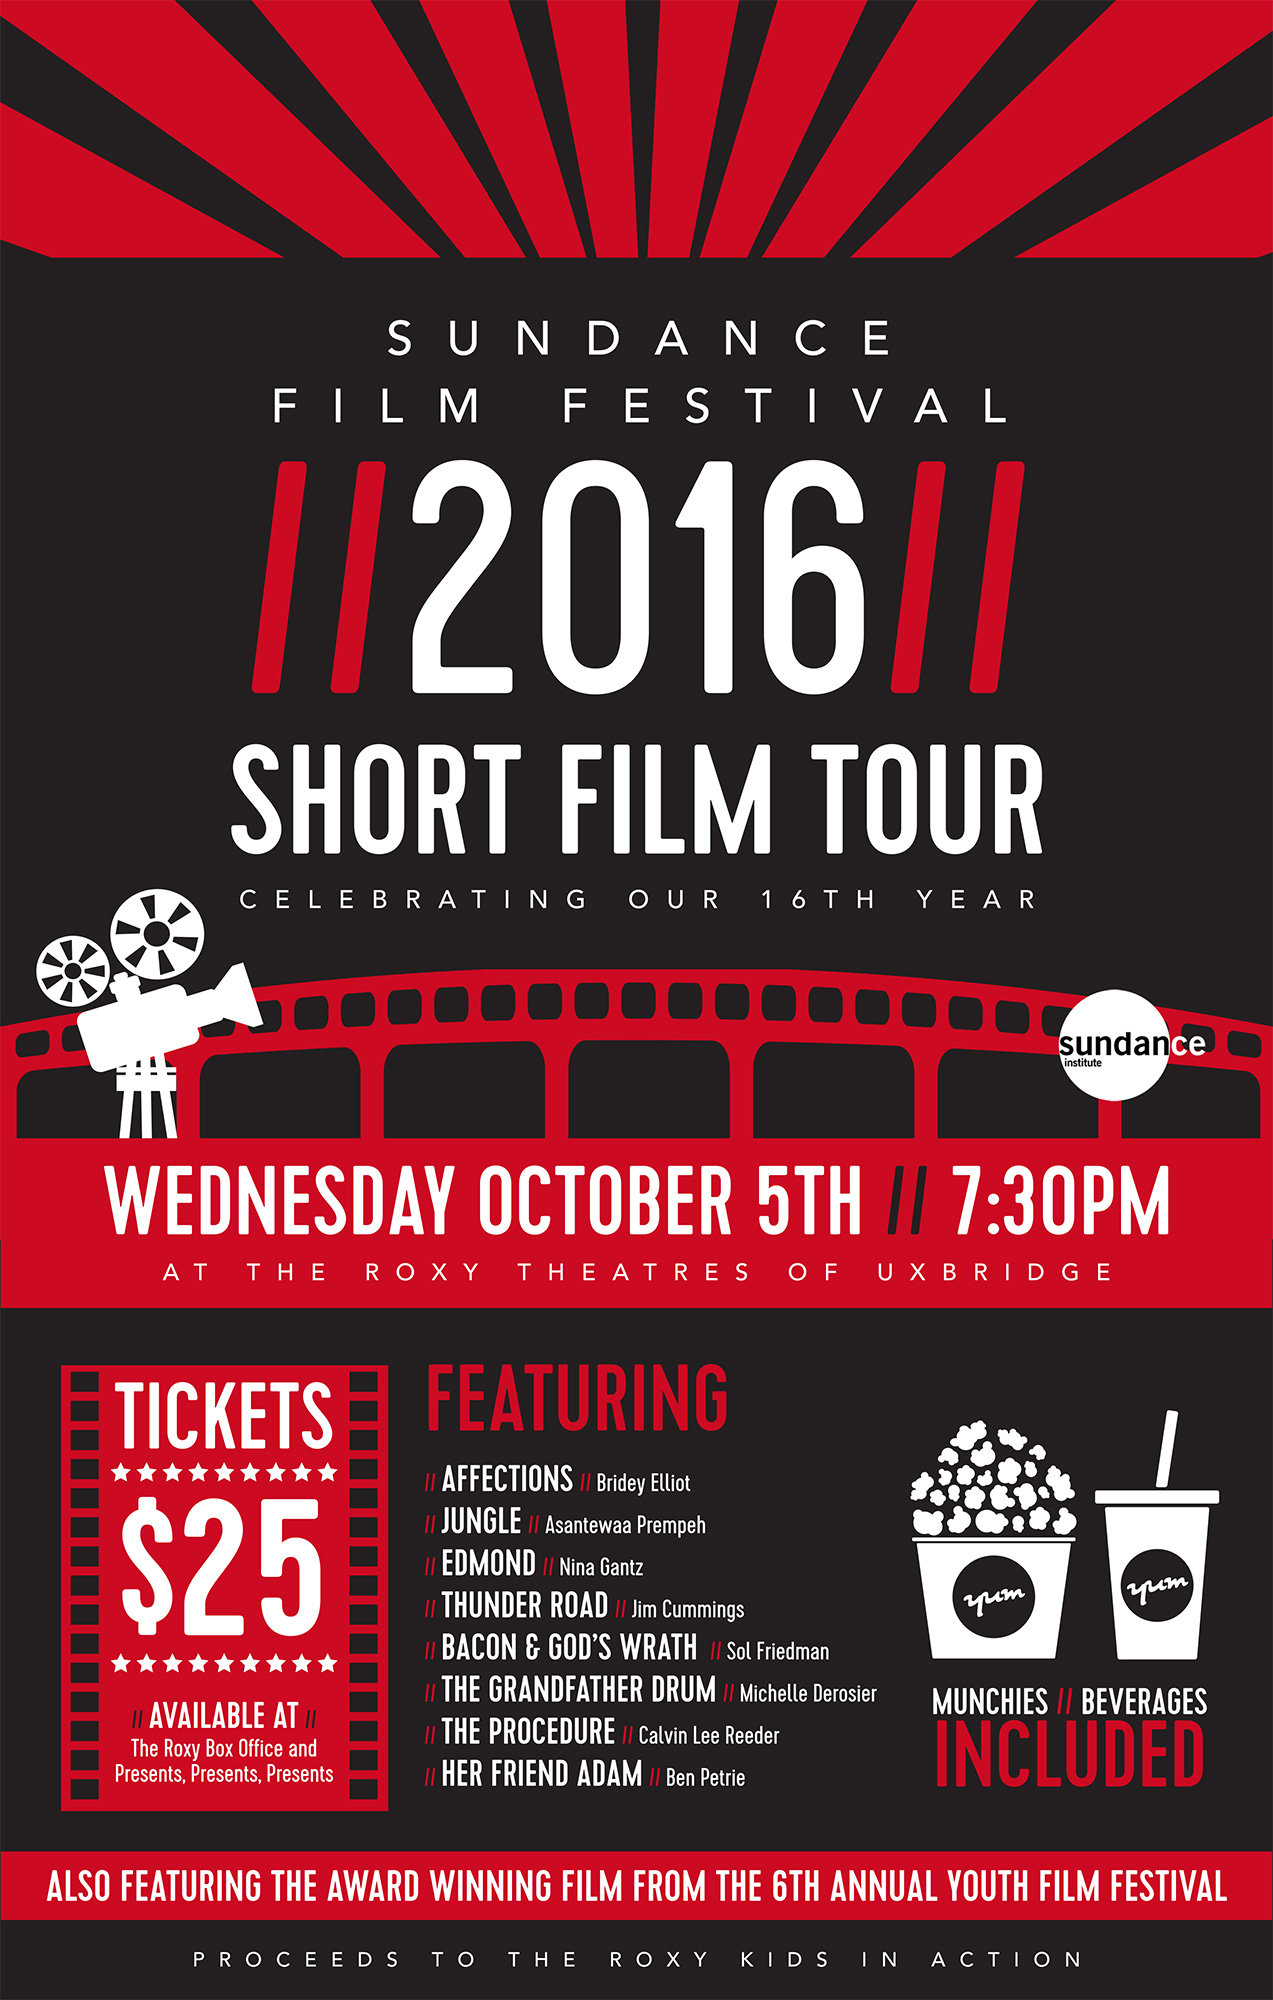 SUNDANCE
FILM FESTIVAL
//2016//
SHORT FILM TOUR
CELEBRATING OUR 16TH YEAR
sundance
institute
WEDNESDAY OCTOBER 5TH // 7:30PM
AT THE ROXY THEATRES OF UXBRIDGE
TICKETS
$25
// AVAILABLE AT //
The Roxy Box Office and
Presents, Presents, Presents
FEATURING
// AFFECTIONS // Bridey Elliot
// JUNGLE // Asantewaa Prempeh
// EDMOND // Nina Gantz
// THUNDER ROAD // Jim Cummings
// BACON & GOD'S WRATH // Sol Friedman
// THE GRANDFATHER DRUM // Michelle Derosier
// THE PROCEDURE // Calvin Lee Reeder
// HER FRIEND ADAM // Ben Petrie
yum
yum
MUNCHIES // BEVERAGES
INCLUDED
ALSO FEATURING THE AWARD WINNING FILM FROM THE 6TH ANNUAL YOUTH FILM FESTIVAL
PROCEEDS TO THE ROXY KIDS IN ACTION